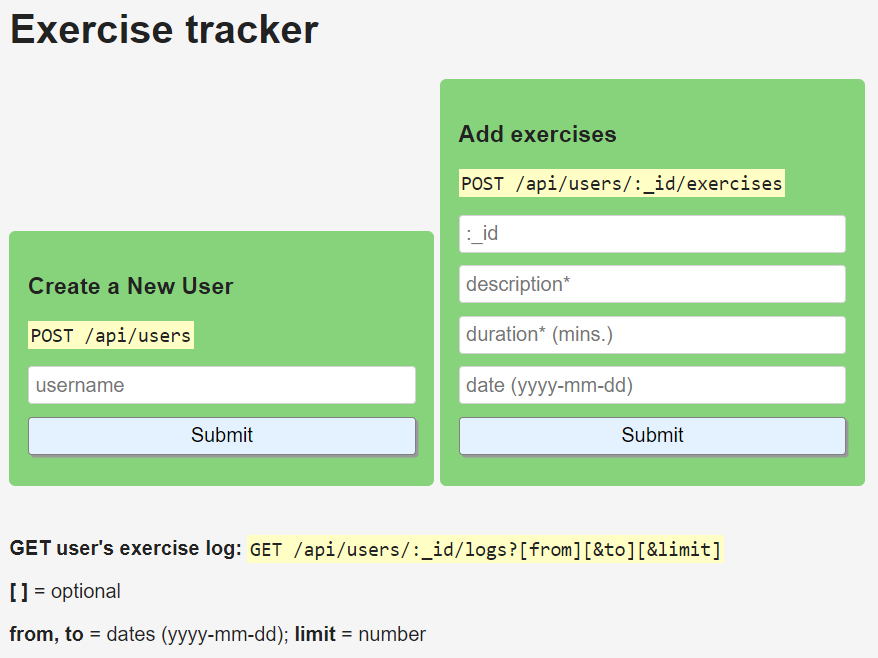 Exercise tracker
Create a New User
POST /api/users
username
Submit
Add exercises
POST /api/users/:_id/exercises
:_id
description*
duration* (mins.)
date (yyyy-mm-dd)
Submit
GET user's exercise log: GET /api/users/:_id/logs?[from][&to][&limit]
[ ] = optional
from, to = dates (yyyy-mm-dd); limit = number